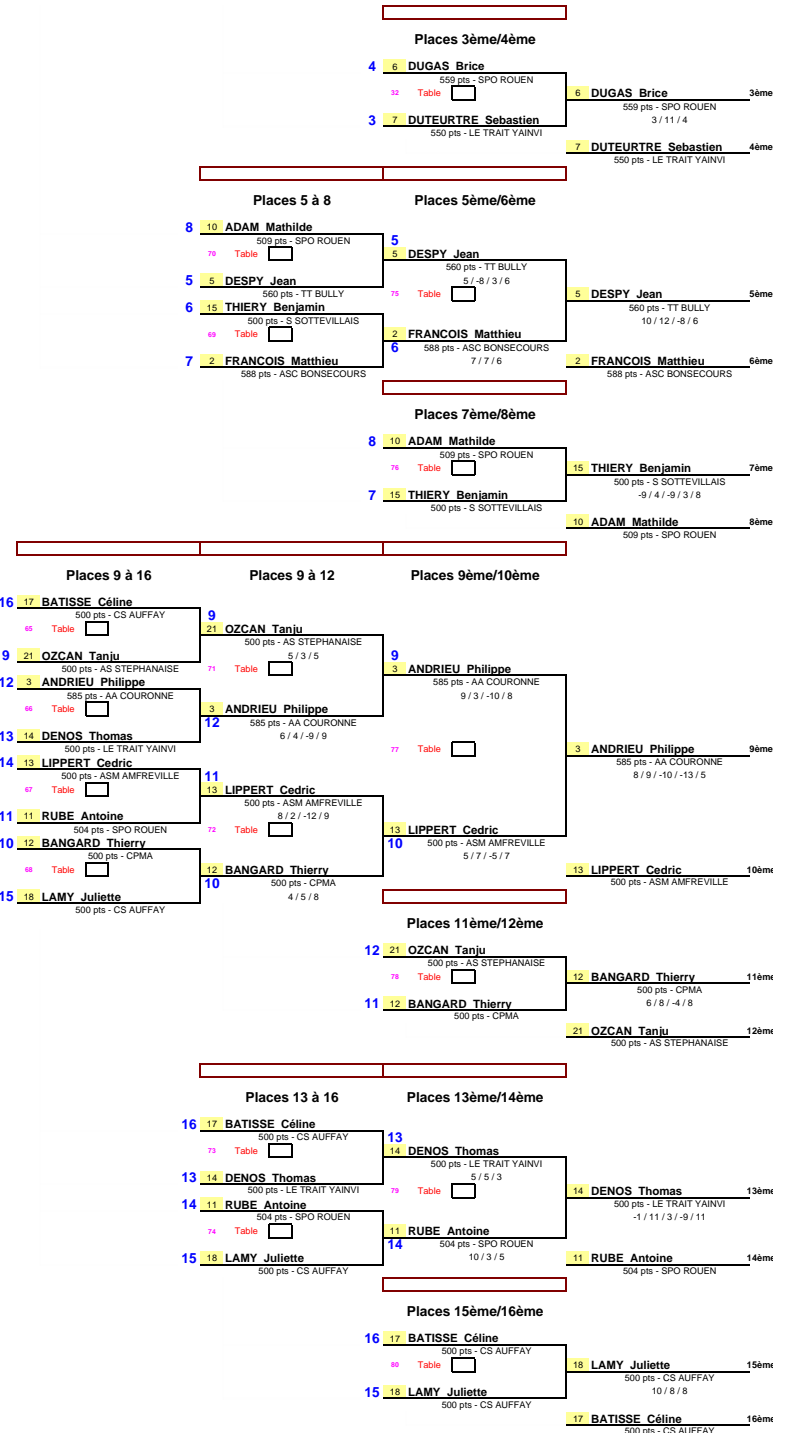 Places 3ème/4ème
4 6 DUGAS Brice
559 pts - SPO ROUEN
32 Table
6 DUGAS Brice 3ème
559 pts - SPO ROUEN
3 / 11 / 4
3 7 DUTEURTRE Sebastien
550 pts - LE TRAIT YAINVI
7 DUTEURTRE Sebastien 4ème
550 pts - LE TRAIT YAINVI
Places 5 à 8 Places 5ème/6ème
8 10 ADAM Mathilde
509 pts - SPO ROUEN
70 Table
5 5 DESPY Jean
560 pts - TT BULLY
5
5 DESPY Jean
560 pts - TT BULLY
5 / -8 / 3 / 6
75 Table
5 DESPY Jean 5ème
560 pts - TT BULLY
10 / 12 / -8 / 6
6 15 THIERY Benjamin
500 pts - S SOTTEVILLAIS
69 Table
7 2 FRANCOIS Matthieu
588 pts - ASC BONSECOURS
2 FRANCOIS Matthieu
6 588 pts - ASC BONSECOURS
7 / 7 / 6
2 FRANCOIS Matthieu 6ème
588 pts - ASC BONSECOURS
Places 7ème/8ème
8 10 ADAM Mathilde
509 pts - SPO ROUEN
76 Table
7 15 THIERY Benjamin
500 pts - S SOTTEVILLAIS
15 THIERY Benjamin 7ème
500 pts - S SOTTEVILLAIS
-9 / 4 / -9 / 3 / 8
10 ADAM Mathilde 8ème
509 pts - SPO ROUEN
Places 9 à 16 Places 9 à 12 Places 9ème/10ème
16 17 BATISSE Céline
500 pts - CS AUFFAY
65 Table
9 21 OZCAN Tanju
500 pts - AS STEPHANAISE
9
21 OZCAN Tanju
500 pts - AS STEPHANAISE
5 / 3 / 5
71 Table
12 3 ANDRIEU Philippe
585 pts - AA COURONNE
66 Table
13 14 DENOS Thomas
500 pts - LE TRAIT YAINVI
3 ANDRIEU Philippe
12 585 pts - AA COURONNE
6 / 4 / -9 / 9
9
3 ANDRIEU Philippe
585 pts - AA COURONNE
9 / 3 / -10 / 8
77 Table
3 ANDRIEU Philippe 9ème
585 pts - AA COURONNE
8 / 9 / -10 / -13 / 5
14 13 LIPPERT Cedric
500 pts - ASM AMFREVILLE
67 Table
11 11 RUBE Antoine
504 pts - SPO ROUEN
11
13 LIPPERT Cedric
500 pts - ASM AMFREVILLE
8 / 2 / -12 / 9
72 Table
10 12 BANGARD Thierry
500 pts - CPMA
68 Table
15 18 LAMY Juliette
500 pts - CS AUFFAY
12 BANGARD Thierry
10 500 pts - CPMA
4 / 5 / 8
13 LIPPERT Cedric
10 500 pts - ASM AMFREVILLE
5 / 7 / -5 / 7
13 LIPPERT Cedric 10ème
500 pts - ASM AMFREVILLE
Places 11ème/12ème
12 21 OZCAN Tanju
500 pts - AS STEPHANAISE
78 Table
11 12 BANGARD Thierry
500 pts - CPMA
12 BANGARD Thierry 11ème
500 pts - CPMA
6 / 8 / -4 / 8
21 OZCAN Tanju 12ème
500 pts - AS STEPHANAISE
Places 13 à 16 Places 13ème/14ème
16 17 BATISSE Céline
500 pts - CS AUFFAY
73 Table
13 14 DENOS Thomas
500 pts - LE TRAIT YAINVI
13
14 DENOS Thomas
500 pts - LE TRAIT YAINVI
5 / 5 / 3
79 Table
14 DENOS Thomas 13ème
500 pts - LE TRAIT YAINVI
-1 / 11 / 3 / -9 / 11
14 11 RUBE Antoine
504 pts - SPO ROUEN
74 Table
15 18 LAMY Juliette
500 pts - CS AUFFAY
11 RUBE Antoine
14 504 pts - SPO ROUEN
10 / 3 / 5
11 RUBE Antoine 14ème
504 pts - SPO ROUEN
Places 15ème/16ème
16 17 BATISSE Céline
500 pts - CS AUFFAY
80 Table
15 18 LAMY Juliette
500 pts - CS AUFFAY
18 LAMY Juliette 15ème
500 pts - CS AUFFAY
10 / 8 / 8
17 BATISSE Céline 16ème
500 pts - CS AUFFAY